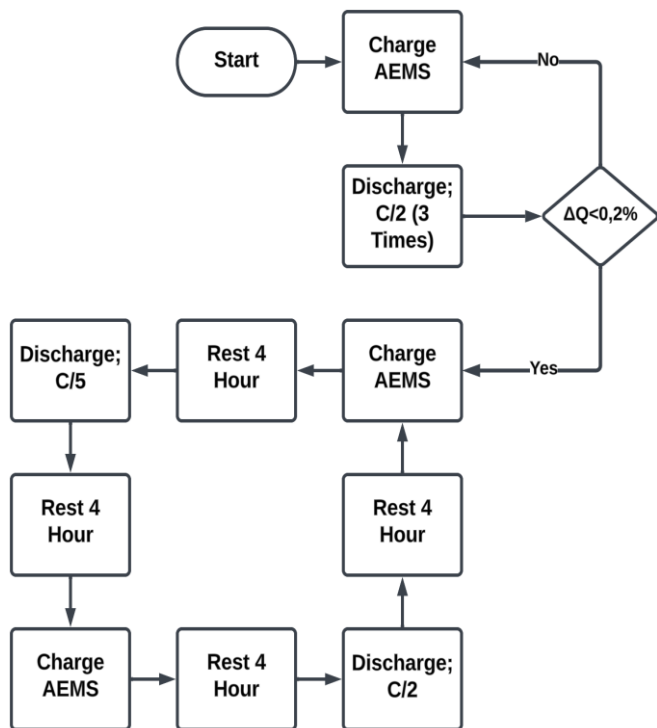 Start
Charge
AEMS
No
Discharge;
C/2 (3
Times)
ΔQ<0,2%
Discharge;
C/5
Rest 4
Hour
Charge
AEMS
Yes
Rest 4
Hour
Rest 4
Hour
Charge
AEMS
Rest 4
Hour
Discharge;
C/2